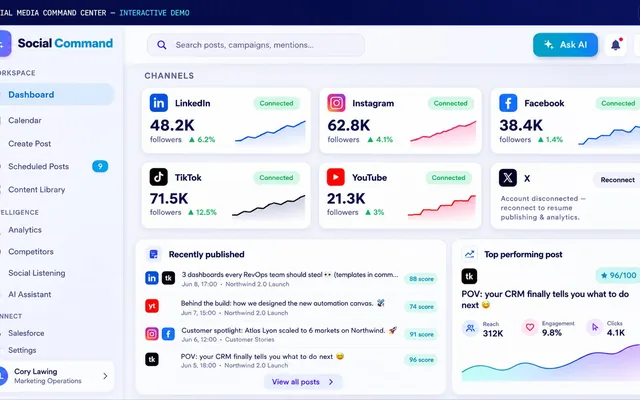 IAL MEDIA COMMAND CENTER — INTERACTIVE DEMO
Social Command
Search posts, campaigns, mentions...
Ask AI
ORKSPACE
Dashboard
Calendar
Create Post
Scheduled Posts 9
Content Library
TELLIGENCE
Analytics
Competitors
Social Listening
AI Assistant
NNECT
Salesforce
Settings
Cory Lawing
Marketing Operations
CHANNELS
LinkedIn Connected
48.2K
followers ▲ 6.2%
Instagram Connected
62.8K
followers ▲ 4.1%
Facebook Connected
38.4K
followers ▲ 1.4%
TikTok Connected
71.5K
followers ▲ 12.5%
YouTube Connected
21.3K
followers ▲ 3%
X Reconnect
Account disconnected —
reconnect to resume
publishing & analytics.
Recently published
3 dashboards every RevOps team should steal 👀 (templates in comm...
Jun 8, 17:00 • Northwind 2.0 Launch
88 score
Behind the build: how we designed the new automation canvas. 🛠️
Jun 7, 15:00 • Northwind 2.0 Launch
74 score
Customer spotlight: Atlas Lyon scaled to 6 markets on Northwind. 🚀
Jun 6, 12:00 • Customer Stories
91 score
POV: your CRM finally tells you what to do next 😄
Jun 5, 18:00 • Northwind 2.0 Launch
96 score
View all posts
Top performing post
★ 96/100
POV: your CRM finally tells you what to do
next 😄
Reach
312K
Engagement
9.8%
Clicks
4.1K